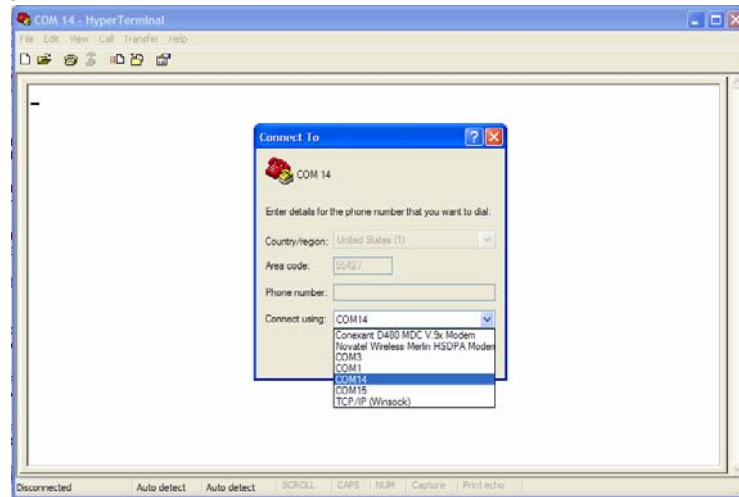 COM 14 - HyperTerminal
File Edit View Call Transfer Help
Connect To
COM 14
Enter details for the phone number that you want to dial:
Country/region: United States (1)
Area code: 55427
Phone number:
Connect using: COM14
Conexant D480 MDC V.9x Modem
Novatel Wireless Merlin HSDPA Modem
COM3
COM1
COM14
COM15
TCP/IP (Winsock)
Disconnected Auto detect Auto detect SCROLL CAPS NUM Capture Print echo